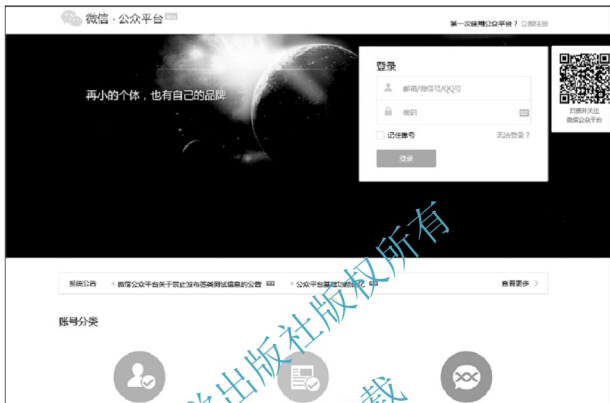 微信·公众平台
第一次使用公众平台？立即注册
登录
邮箱/微信号/QQ号
再小的个体，也有自己的品牌
密码
扫描并关注
微信公众平台
记住账号 无法登录？
登录
系统公告 微信公众平台关于禁止发布答类测试信息的公告 公众平台基础功能 查看更多
账号分类
出版社版权所有
载